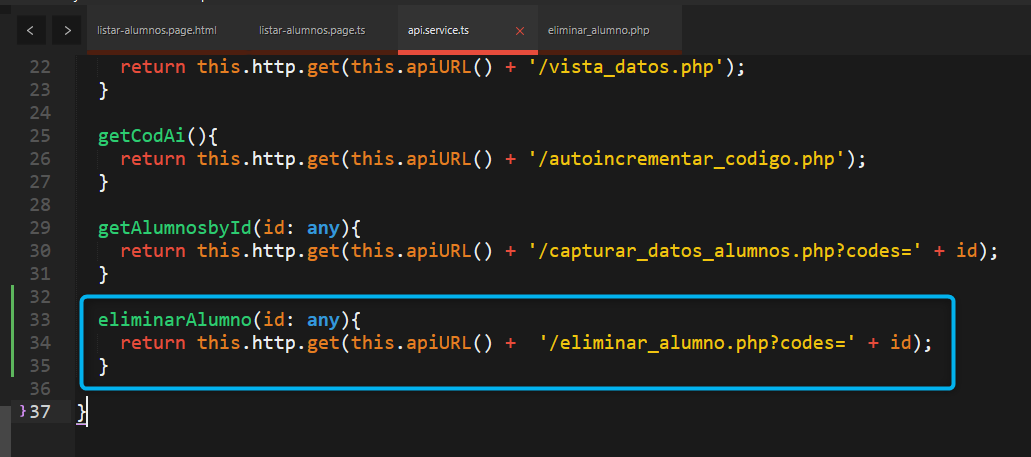 listar-alumnos.page.html listar-alumnos.page.ts api.service.ts × eliminar_alumno.php
22 return this.http.get(this.apiURL() + '/vista_datos.php');
23 }
24
25 getCodAi(){
26 return this.http.get(this.apiURL() + '/autoincrementar_codigo.php');
27 }
28
29 getAlumnosbyId(id: any){
30 return this.http.get(this.apiURL() + '/capturar_datos_alumnos.php?codes=' + id);
31 }
32
33 eliminarAlumno(id: any){
34 return this.http.get(this.apiURL() +  '/eliminar_alumno.php?codes=' + id);
35 }
36
} 37 }